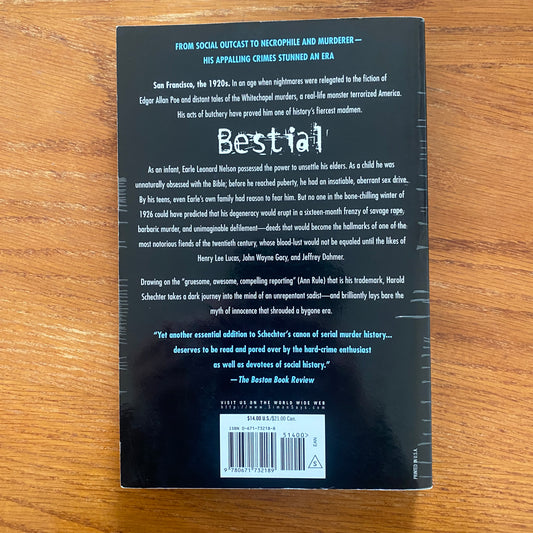 FROM SOCIAL OUTCAST TO NECROPHILE AND MURDERER—
HIS APPALLING CRIMES STUNNED AN ERA
San Francisco, the 1920s. In an age when nightmares were relegated to the fiction of
Edgar Allan Poe and distant tales of the Whitechapel murders, a real-life monster terrorized America.
His acts of butchery have proved him one of history's fiercest madmen.
Bestial
As an infant, Earle Leonard Nelson possessed the power to unsettle his elders. As a child he was
unnaturally obsessed with the Bible; before he reached puberty, he had an insatiable, aberrant sex drive.
By his teens, even Earle's own family had reason to fear him. But no one in the bone-chilling winter of
1926 could have predicted that his degeneracy would erupt in a sixteen-month frenzy of savage rape,
barbaric murder, and unimaginable defilement—deeds that would become the hallmarks of one of the
most notorious fiends of the twentieth century, whose blood-lust would not be equaled until the likes of
Henry Lee Lucas, John Wayne Gacy, and Jeffrey Dahmer.
Drawing on the "gruesome, awesome, compelling reporting" (Ann Rule) that is his trademark, Harold
Schechter takes a dark journey into the mind of an unrepentant sadist—and brilliantly lays bare the
myth of innocence that shrouded a bygone era.
"Yet another essential addition to Schechter's canon of serial murder history...
deserves to be read and pored over by the hard-crime enthusiast
as well as devotees of social history."
—The Boston Book Review
VISIT US ON THE WORLD WIDE WEB
http://www.SimonSays.com
$14.00 U.S./$21.00 Can.
ISBN 0-671-73218-8
51400>
9 780671 732189
S
PRINTED IN U.S.A.